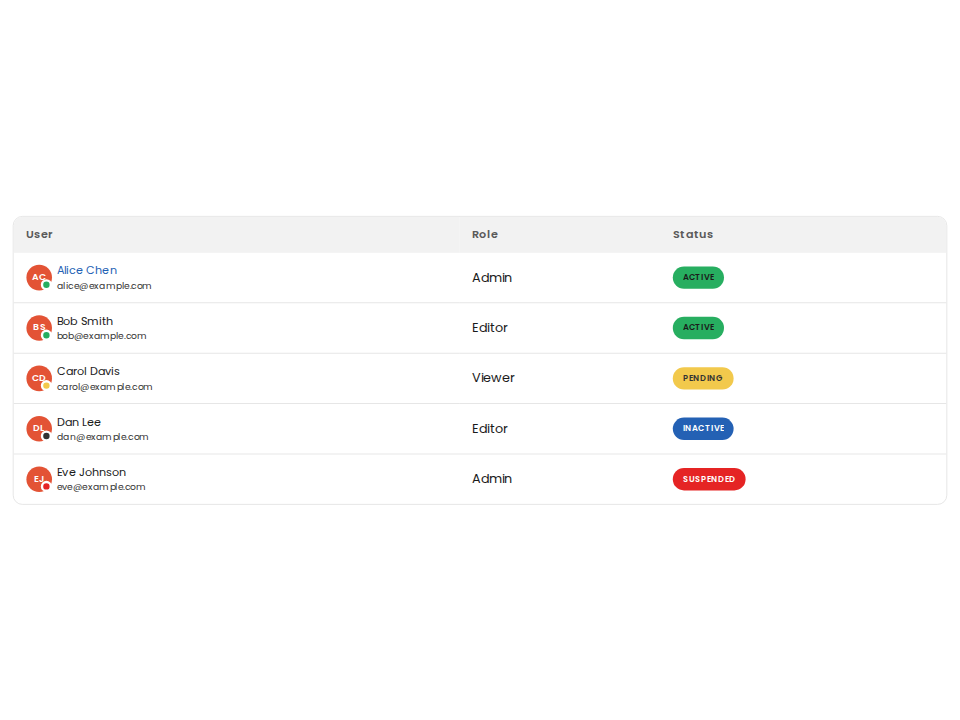 User Role Status
AC Alice Chen Admin ACTIVE
alice@example.com
BS Bob Smith Editor ACTIVE
bob@example.com
CD Carol Davis Viewer PENDING
carol@example.com
DL Dan Lee Editor INACTIVE
dan@example.com
EJ Eve Johnson Admin SUSPENDED
eve@example.com